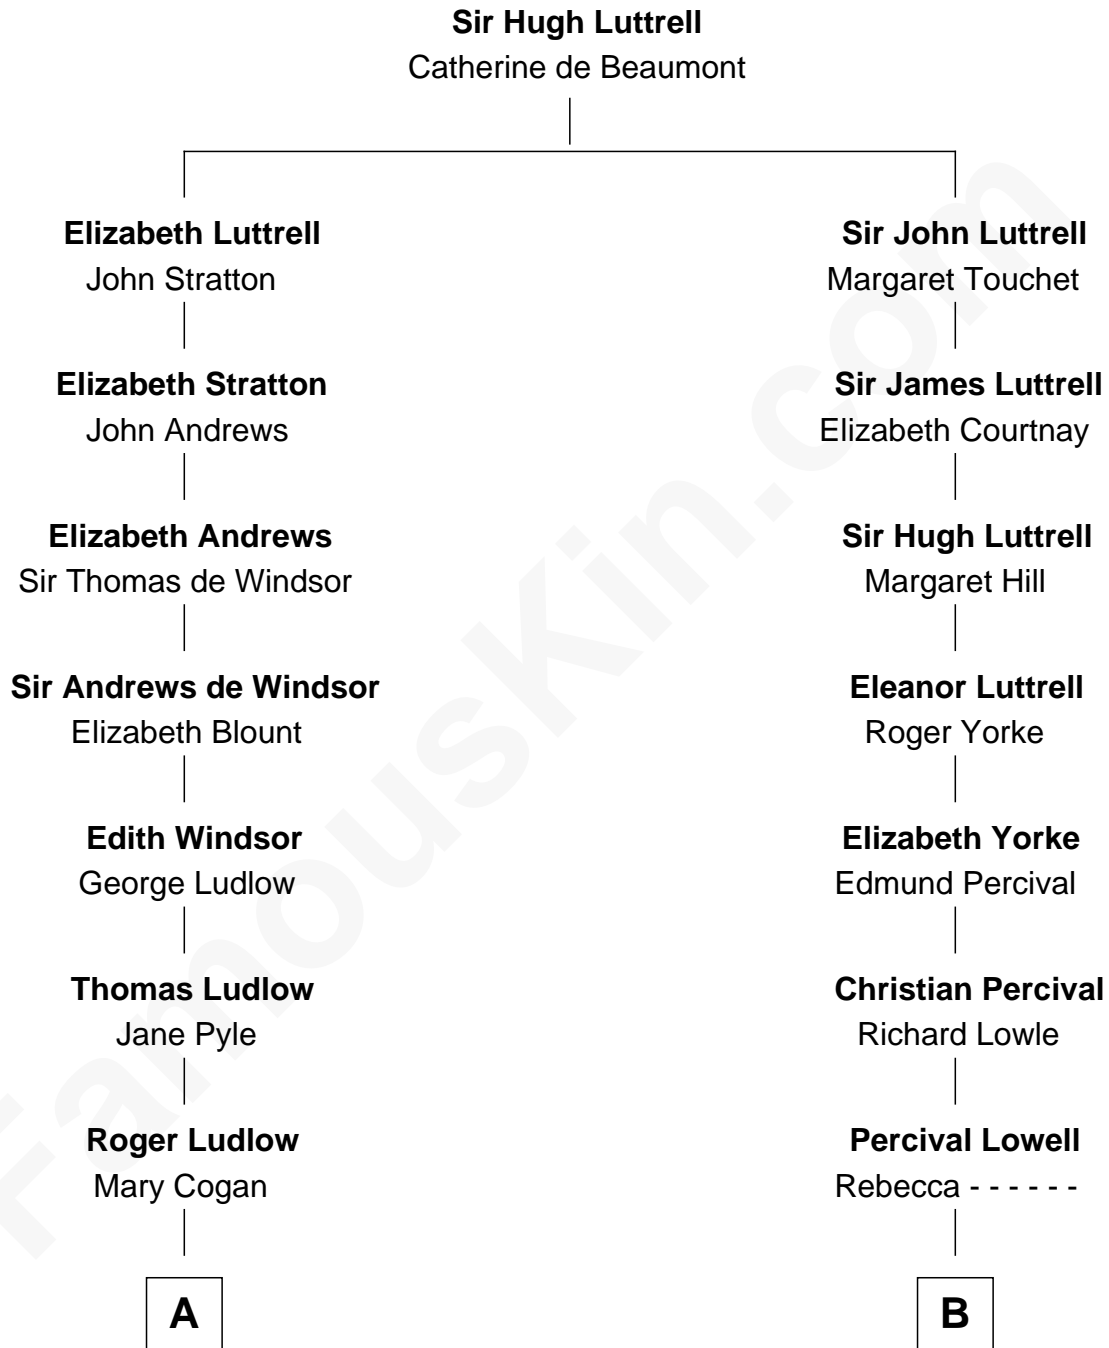 Sir Hugh Luttrell
Catherine de Beaumont
Elizabeth Luttrell
John Stratton
Sir John Luttrell
Margaret Touchet
Elizabeth Stratton
John Andrews
Sir James Luttrell
Elizabeth Courtnay
Elizabeth Andrews
Sir Thomas de Windsor
Sir Hugh Luttrell
Margaret Hill
Sir Andrews de Windsor
Elizabeth Blount
Eleanor Luttrell
Roger Yorke
Edith Windsor
George Ludlow
Elizabeth Yorke
Edmund Percival
Thomas Ludlow
Jane Pyle
Christian Percival
Richard Lowle
Roger Ludlow
Mary Cogan
Percival Lowell
Rebecca - - - - - -
A
B
FamousKin.com